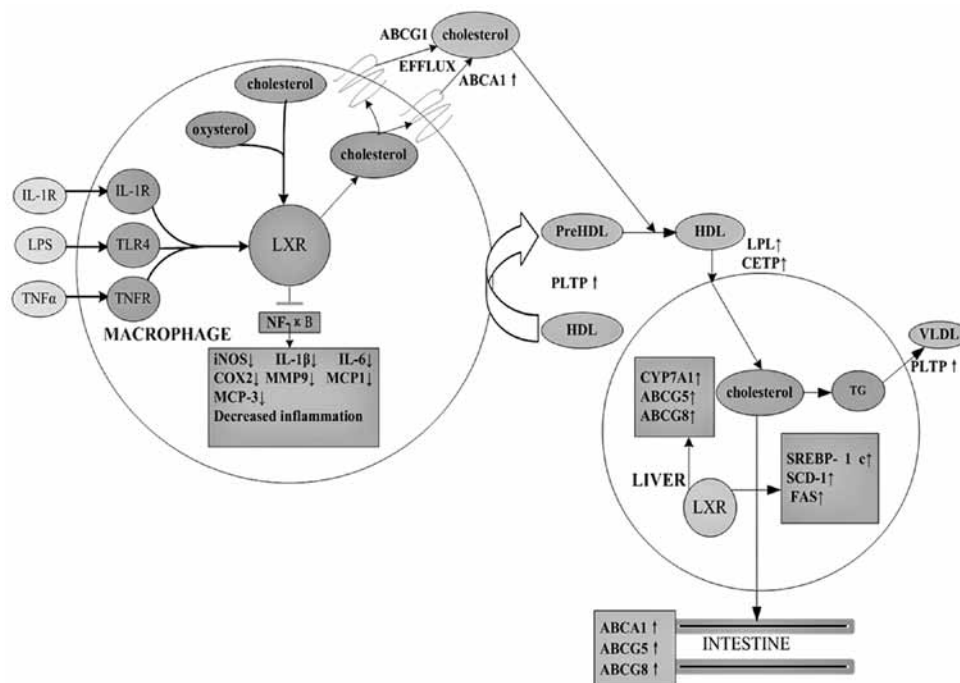 ABCG1
cholesterol
EFFLUX
ABCA1 ↑
cholesterol
oxysterol
cholesterol
IL-1R
IL-1R
LXR
LPS
TLR4
TNFα
TNFR
MACROPHAGE
NF-κB
iNOS↓ IL-1β↓ IL-6↓
COX2↓ MMP9↓ MCP1↓
MCP-3↓
Decreased inflammation
PreHDL
HDL
LPL↑
CETP↑
PLTP ↑
HDL
VLDL
PLTP ↑
CYP7A1↑
ABCG5↑
ABCG8↑
cholesterol
TG
SREBP- 1 c↑
SCD-1↑
FAS↑
LIVER
LXR
ABCA1 ↑
ABCG5 ↑
ABCG8 ↑
INTESTINE